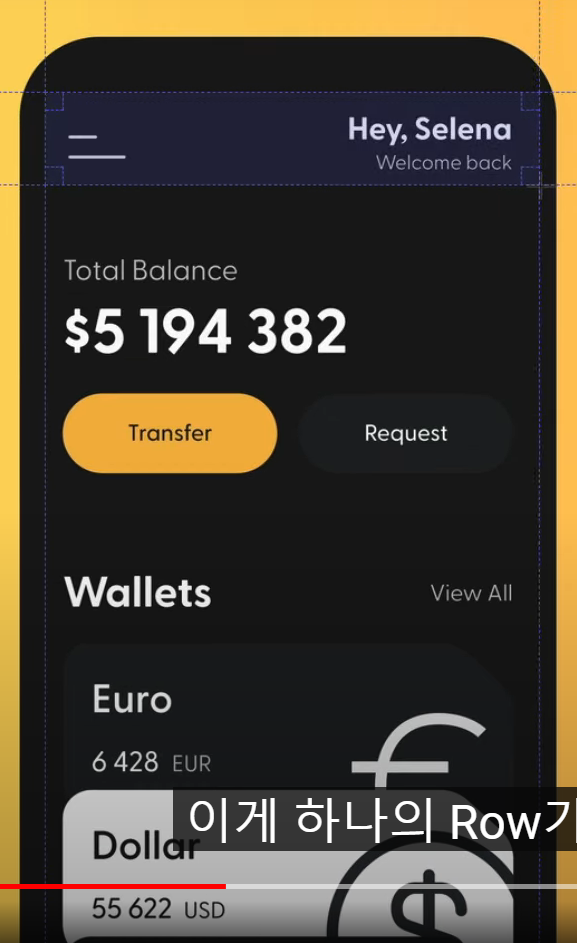 Hey, Selena
Welcome back
Total Balance
$5 194 382
Transfer
Request
Wallets
View All
Euro
6 428 EUR
€
이게 하나의 Row가
Dollar
55 622 USD
$